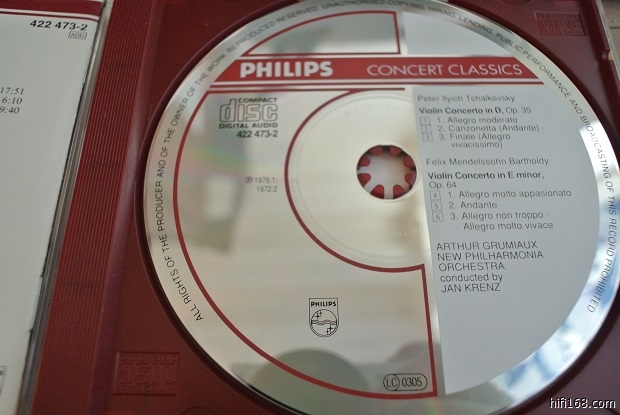 422 473-2
ADD
17:51
6:10
9:40
ALL RIGHTS OF THE PRODUCER AND OF THE OWNER OF THE WORK REPRODUCED RESERVED. UNAUTHORISED COPYING, HIRING, LENDING, PUBLIC PERFORMANCE AND BROADCASTING OF THIS RECORD PROHIBITED
PHILIPS CONCERT CLASSICS
COMPACT
disc
DIGITAL AUDIO
422 473-2
Ⓟ 1976:1;
1972:2
Peter Ilyich Tchaikovsky
Violin Concerto in D, Op. 35
1 1. Allegro moderato
2 2. Canzonetta (Andante) -
3 3. Finale (Allegro
vivacissimo)
Felix Mendelssohn Bartholdy
Violin Concerto in E minor,
Op. 64
4 1. Allegro molto appasionato
5 2. Andante
6 3. Allegro non troppo -
Allegro molto vivace
ARTHUR GRUMIAUX
NEW PHILHARMONIA
ORCHESTRA
conducted by
JAN KRENZ
PHILIPS
LC 0305
hifi168.com